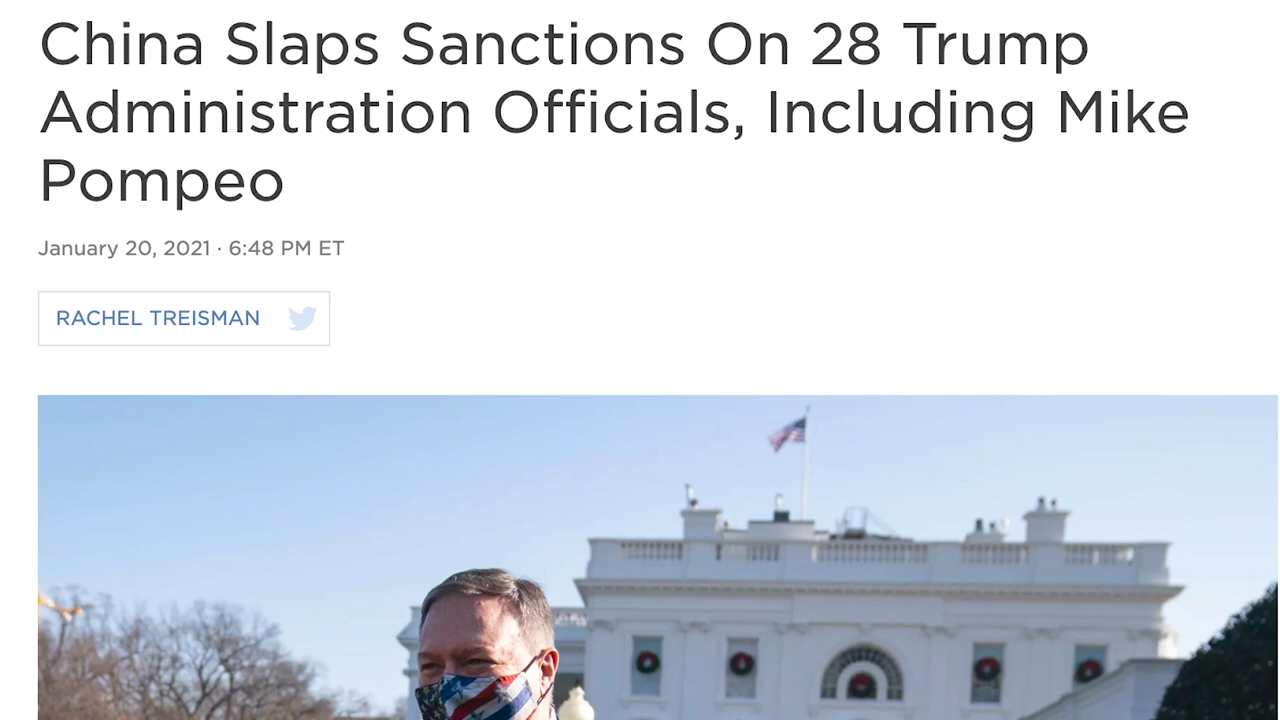 China Slaps Sanctions On 28 Trump
Administration Officials, Including Mike
Pompeo
January 20, 2021 · 6:48 PM ET
RACHEL TREISMAN